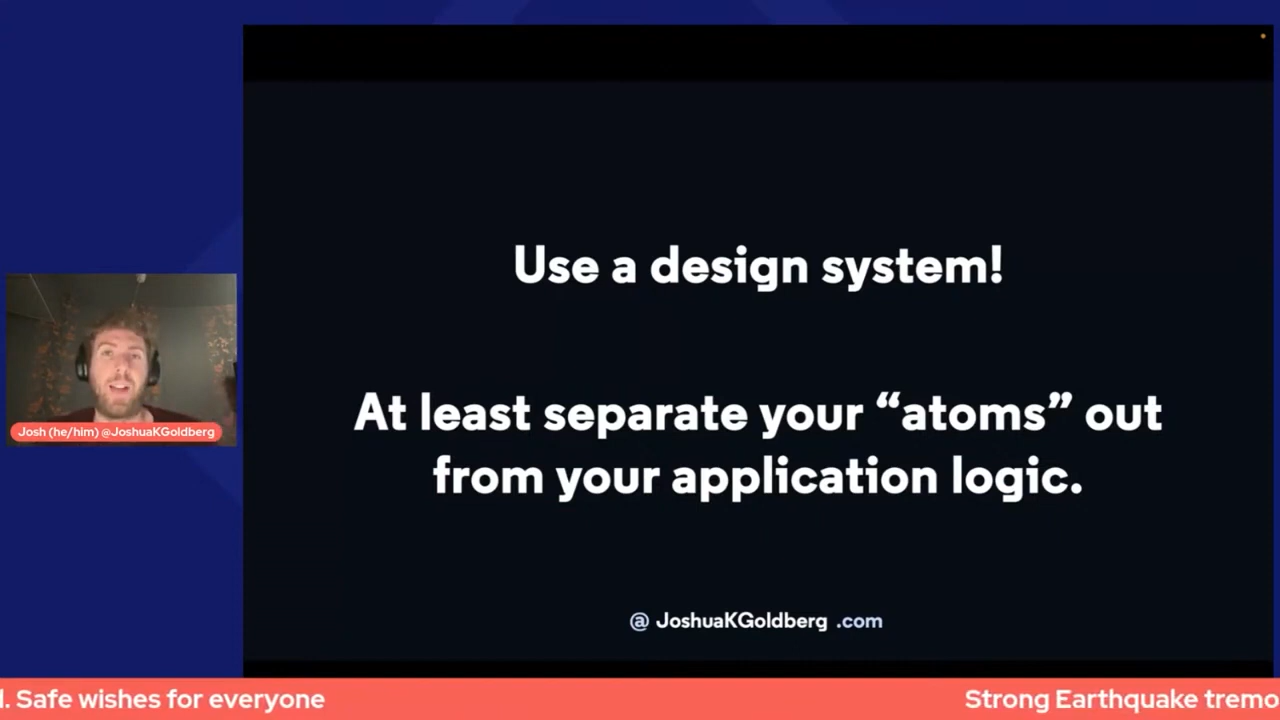 Use a design system!
At least separate your “atoms” out
from your application logic.
@ JoshuaKGoldberg .com
Josh (he/him) @JoshuaKGoldberg
. Safe wishes for everyone
Strong Earthquake